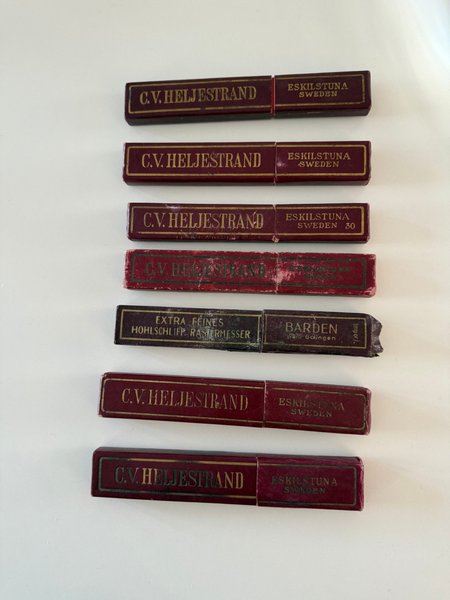 C.V. HELJESTRAND
ESKILSTUNA
SWEDEN
C.V. HELJESTRAND
ESKILSTUNA
SWEDEN
C.V. HELJESTRAND
ESKILSTUNA
SWEDEN 30
C.V. HELJESTRAND
EXTRA FEINES
HOHLSCHLIFF-RASIERMESSER
BARDEN
Solingen
C.V. HELJESTRAND
ESKILSTUNA
SWEDEN
C.V. HELJESTRAND
ESKILSTUNA
SWEDEN